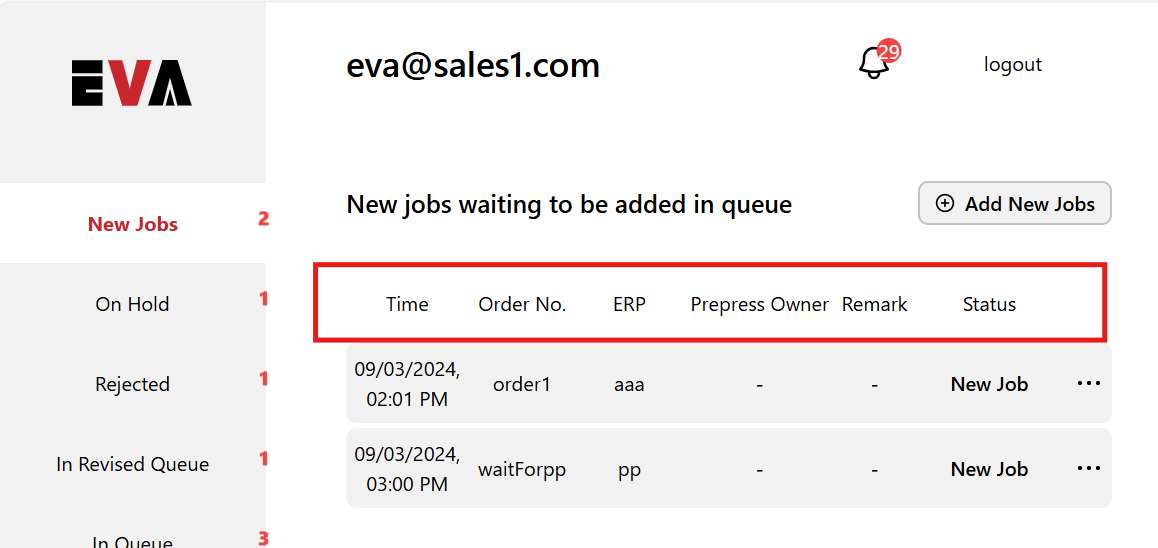 EVA
eva@sales1.com
29
logout
New jobs waiting to be added in queue
Add New Jobs
New Jobs 2
On Hold 1
Rejected 1
In Revised Queue 1
In Queue 3
Time Order No. ERP Prepress Owner Remark Status
09/03/2024, 02:01 PM order1 aaa - - New Job ...
09/03/2024, 03:00 PM waitForpp pp - - New Job ...